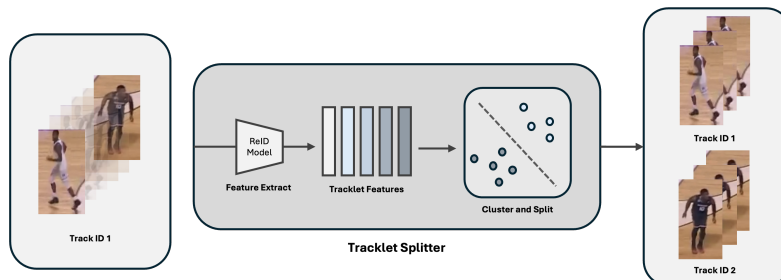 Track ID 1
ReID
Model
Feature Extract
Tracklet Features
Cluster and Split
Tracklet Splitter
Track ID 1
Track ID 2